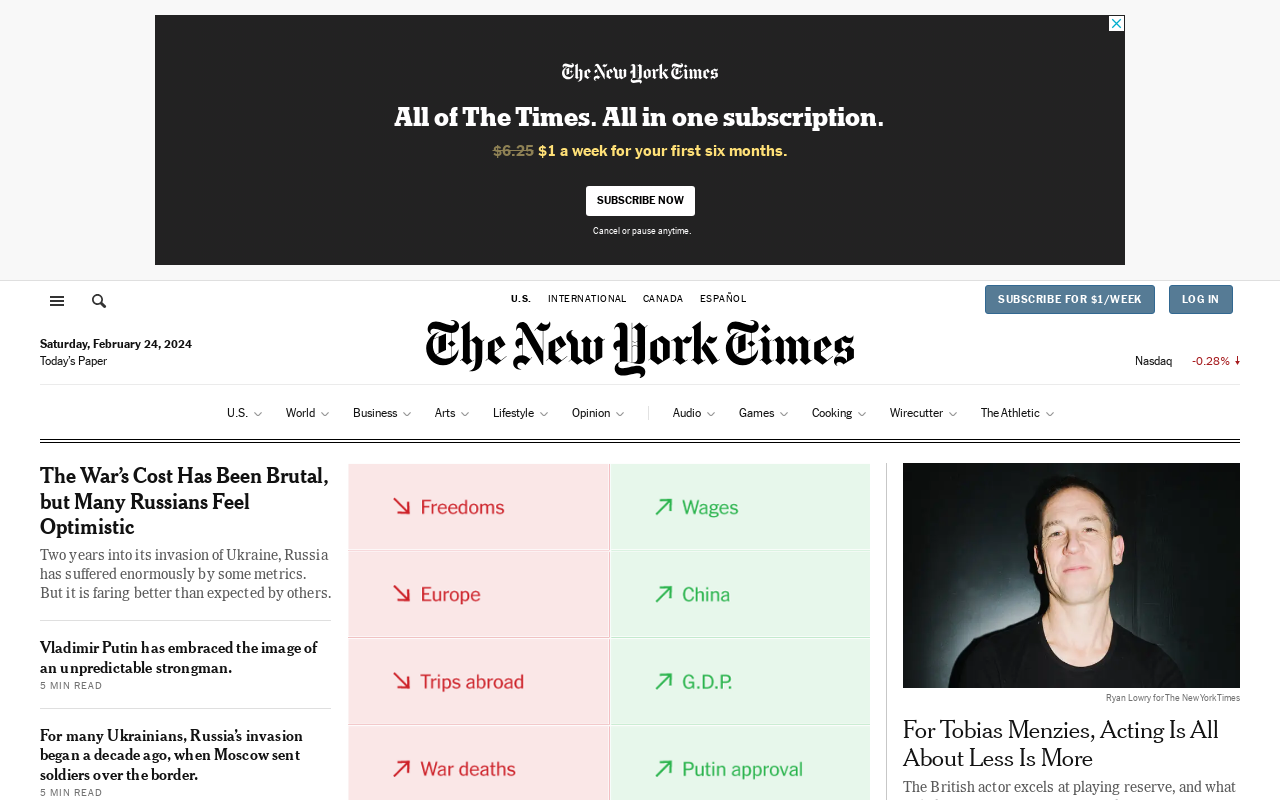 The New York Times
All of The Times. All in one subscription.
$6.25 $1 a week for your first six months.
SUBSCRIBE NOW
Cancel or pause anytime.
U.S. INTERNATIONAL CANADA ESPAÑOL
SUBSCRIBE FOR $1/WEEK LOG IN
The New York Times
Saturday, February 24, 2024
Today's Paper
Nasdaq -0.28%
U.S. World Business Arts Lifestyle Opinion Audio Games Cooking Wirecutter The Athletic
The War's Cost Has Been Brutal,
but Many Russians Feel
Optimistic
Two years into its invasion of Ukraine, Russia
has suffered enormously by some metrics.
But it is faring better than expected by others.
Vladimir Putin has embraced the image of
an unpredictable strongman.
5 MIN READ
For many Ukrainians, Russia's invasion
began a decade ago, when Moscow sent
soldiers over the border.
5 MIN READ
Freedoms Wages
Europe China
Trips abroad G.D.P.
War deaths Putin approval
Ryan Lowry for The New York Times
For Tobias Menzies, Acting Is All
About Less Is More
The British actor excels at playing reserve, and what